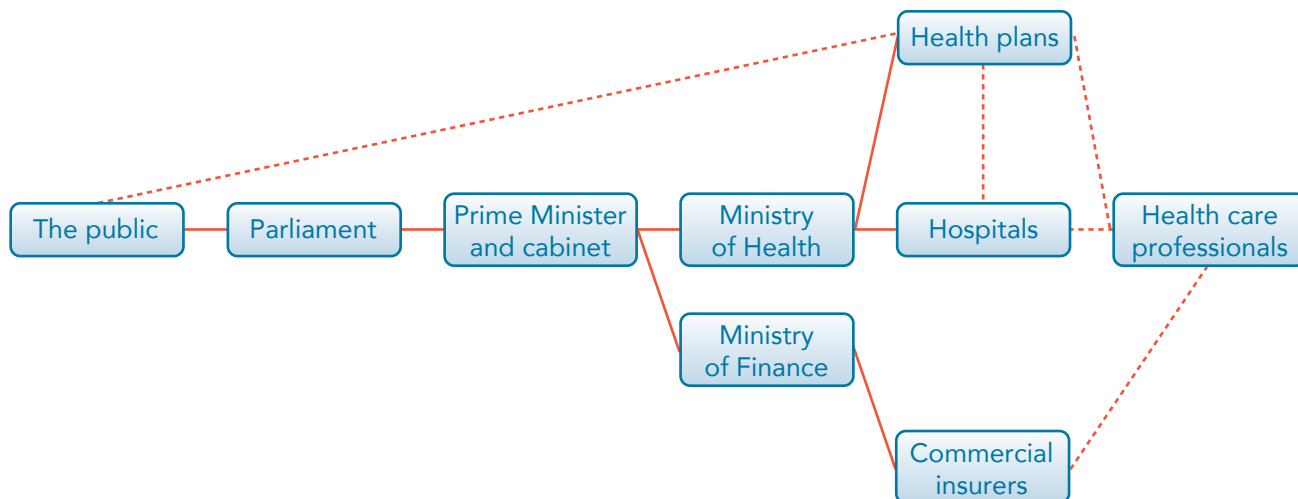 Health plans
The public
Parliament
Prime Minister
and cabinet
Ministry
of Health
Hospitals
Health care
professionals
Ministry
of Finance
Commercial
insurers